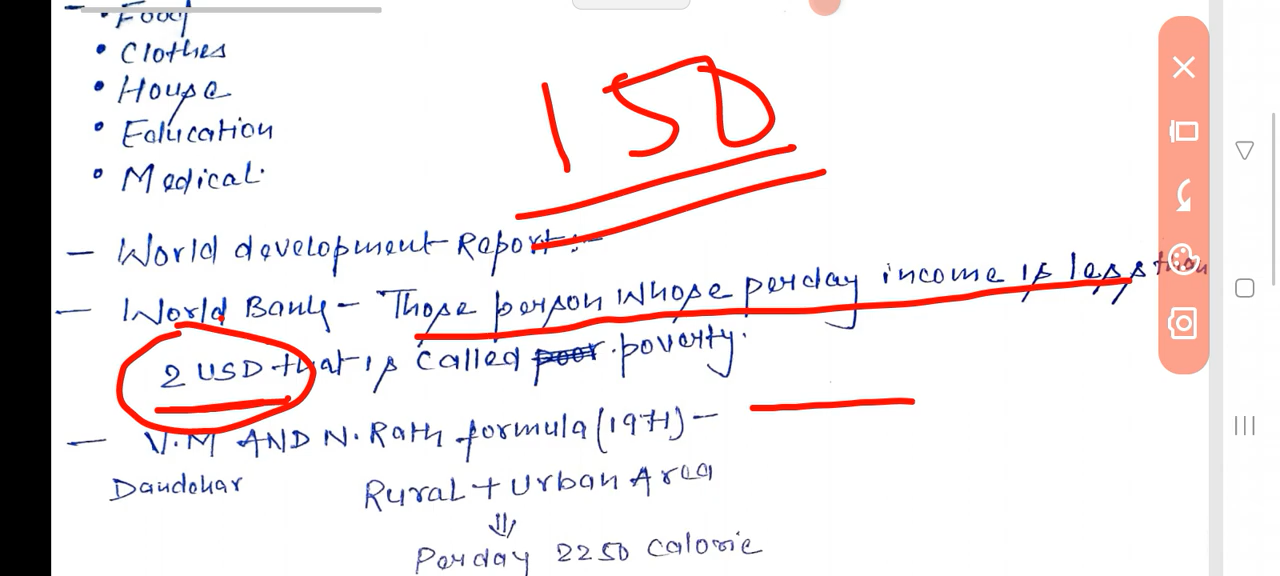 • Food
• Clothes
• House
• Education
• Medical.
150
— World development Report:-
— World Bank - Those person whose perday income is less than
2 USD that is called poor. poverty.
— V.M AND N. Rath formula (1971) -
Dandekar
Rural + Urban Area
⇓
Perday 2250 calorie